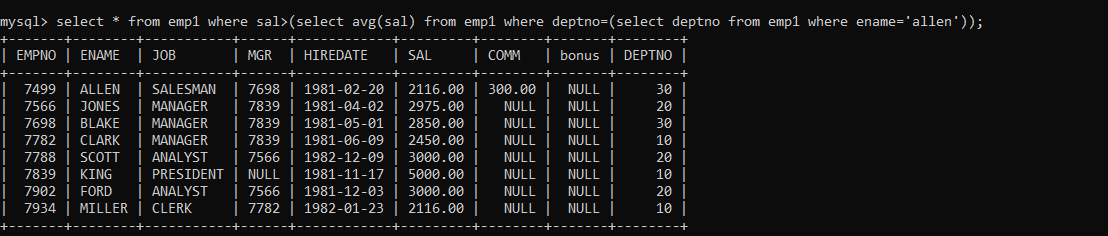 mysql> select * from emp1 where sal>(select avg(sal) from emp1 where deptno=(select deptno from emp1 where ename='allen'));
+-------+--------+-----------+------+------------+---------+--------+-------+--------+
| EMPNO | ENAME  | JOB       | MGR  | HIREDATE   | SAL     | COMM   | bonus | DEPTNO |
+-------+--------+-----------+------+------------+---------+--------+-------+--------+
|  7499 | ALLEN  | SALESMAN  | 7698 | 1981-02-20 | 2116.00 | 300.00 |  NULL |     30 |
|  7566 | JONES  | MANAGER   | 7839 | 1981-04-02 | 2975.00 |   NULL |  NULL |     20 |
|  7698 | BLAKE  | MANAGER   | 7839 | 1981-05-01 | 2850.00 |   NULL |  NULL |     30 |
|  7782 | CLARK  | MANAGER   | 7839 | 1981-06-09 | 2450.00 |   NULL |  NULL |     10 |
|  7788 | SCOTT  | ANALYST   | 7566 | 1982-12-09 | 3000.00 |   NULL |  NULL |     20 |
|  7839 | KING   | PRESIDENT | NULL | 1981-11-17 | 5000.00 |   NULL |  NULL |     10 |
|  7902 | FORD   | ANALYST   | 7566 | 1981-12-03 | 3000.00 |   NULL |  NULL |     20 |
|  7934 | MILLER | CLERK     | 7782 | 1982-01-23 | 2116.00 |   NULL |  NULL |     10 |
+-------+--------+-----------+------+------------+---------+--------+-------+--------+